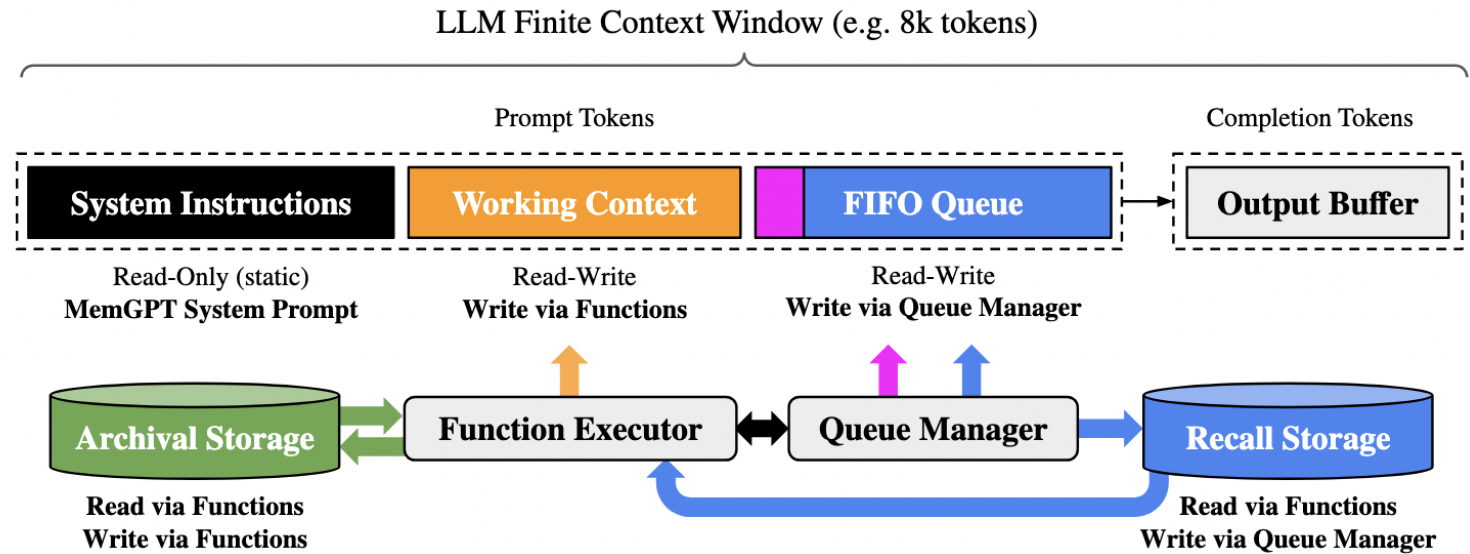 LLM Finite Context Window (e.g. 8k tokens)
Prompt Tokens
Completion Tokens
System Instructions
Working Context
FIFO Queue
Output Buffer
Read-Only (static)
MemGPT System Prompt
Read-Write
Write via Functions
Read-Write
Write via Queue Manager
Archival Storage
Function Executor
Queue Manager
Recall Storage
Read via Functions
Write via Functions
Read via Functions
Write via Queue Manager